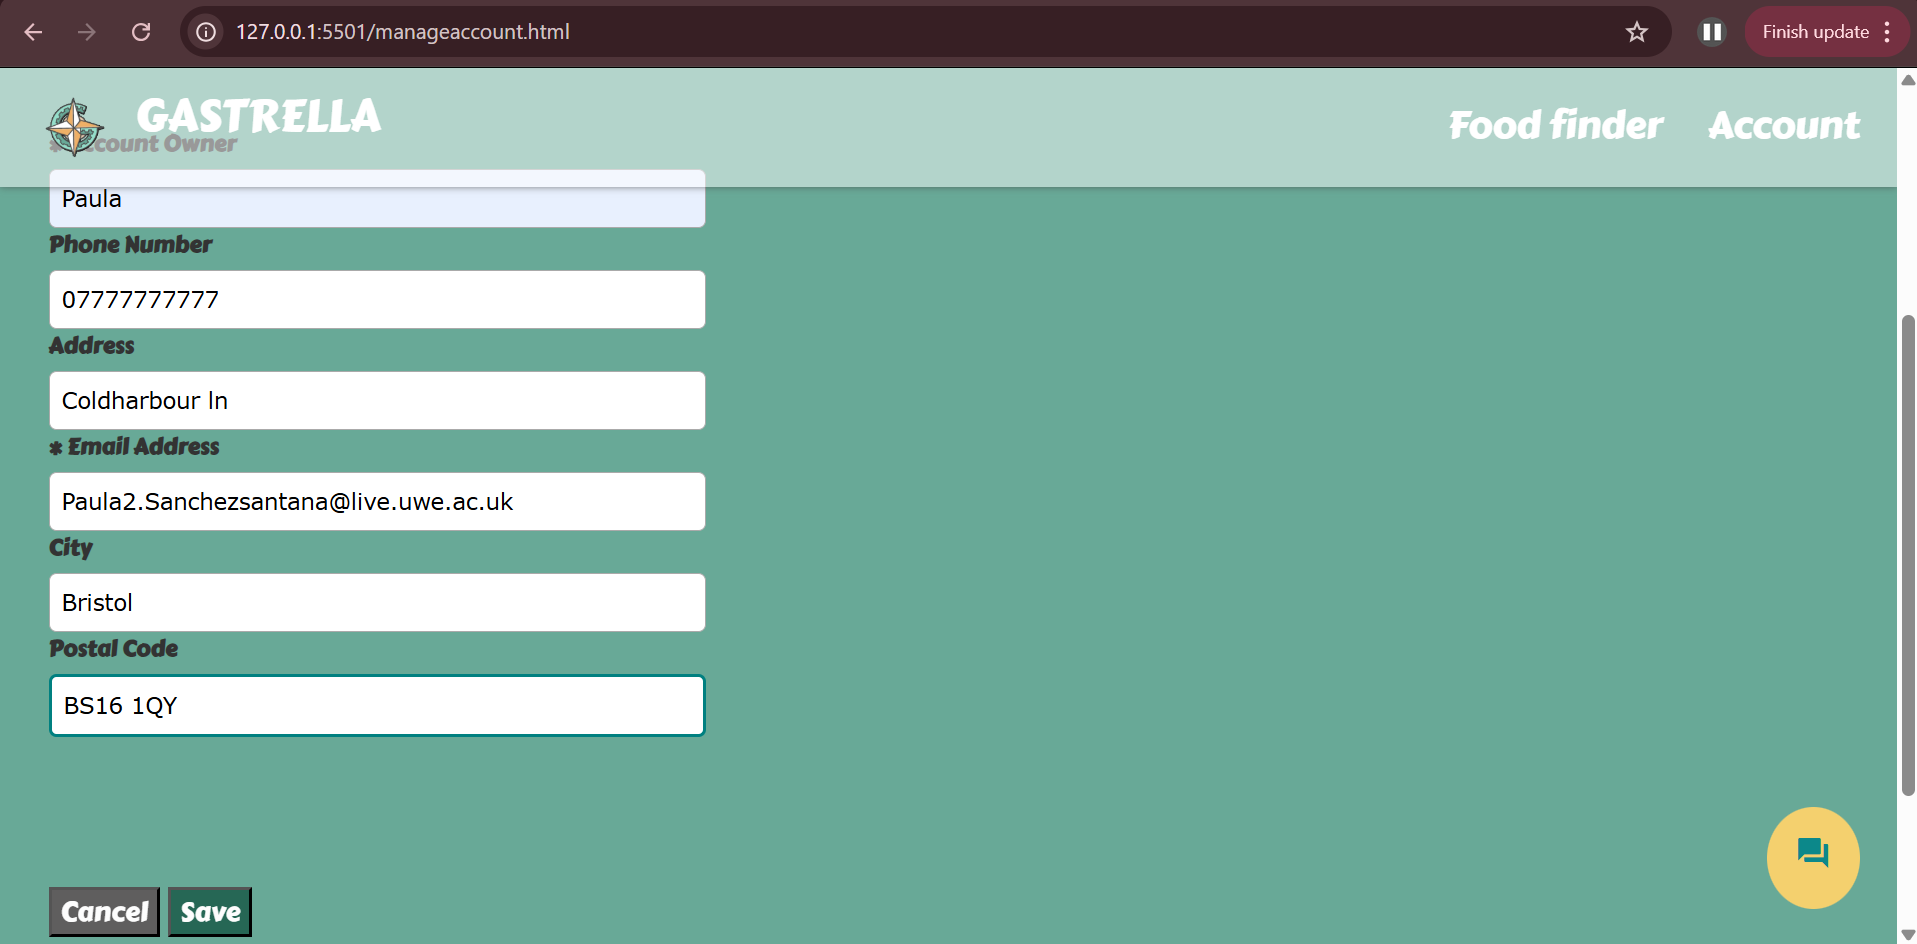 127.0.0.1:5501/manageaccount.html
Finish update
GASTRELLA
Food finder
Account
count Owner
Paula
Phone Number
07777777777
Address
Coldharbour ln
* Email Address
Paula2.Sanchezsantana@live.uwe.ac.uk
City
Bristol
Postal Code
BS16 1QY
Cancel
Save